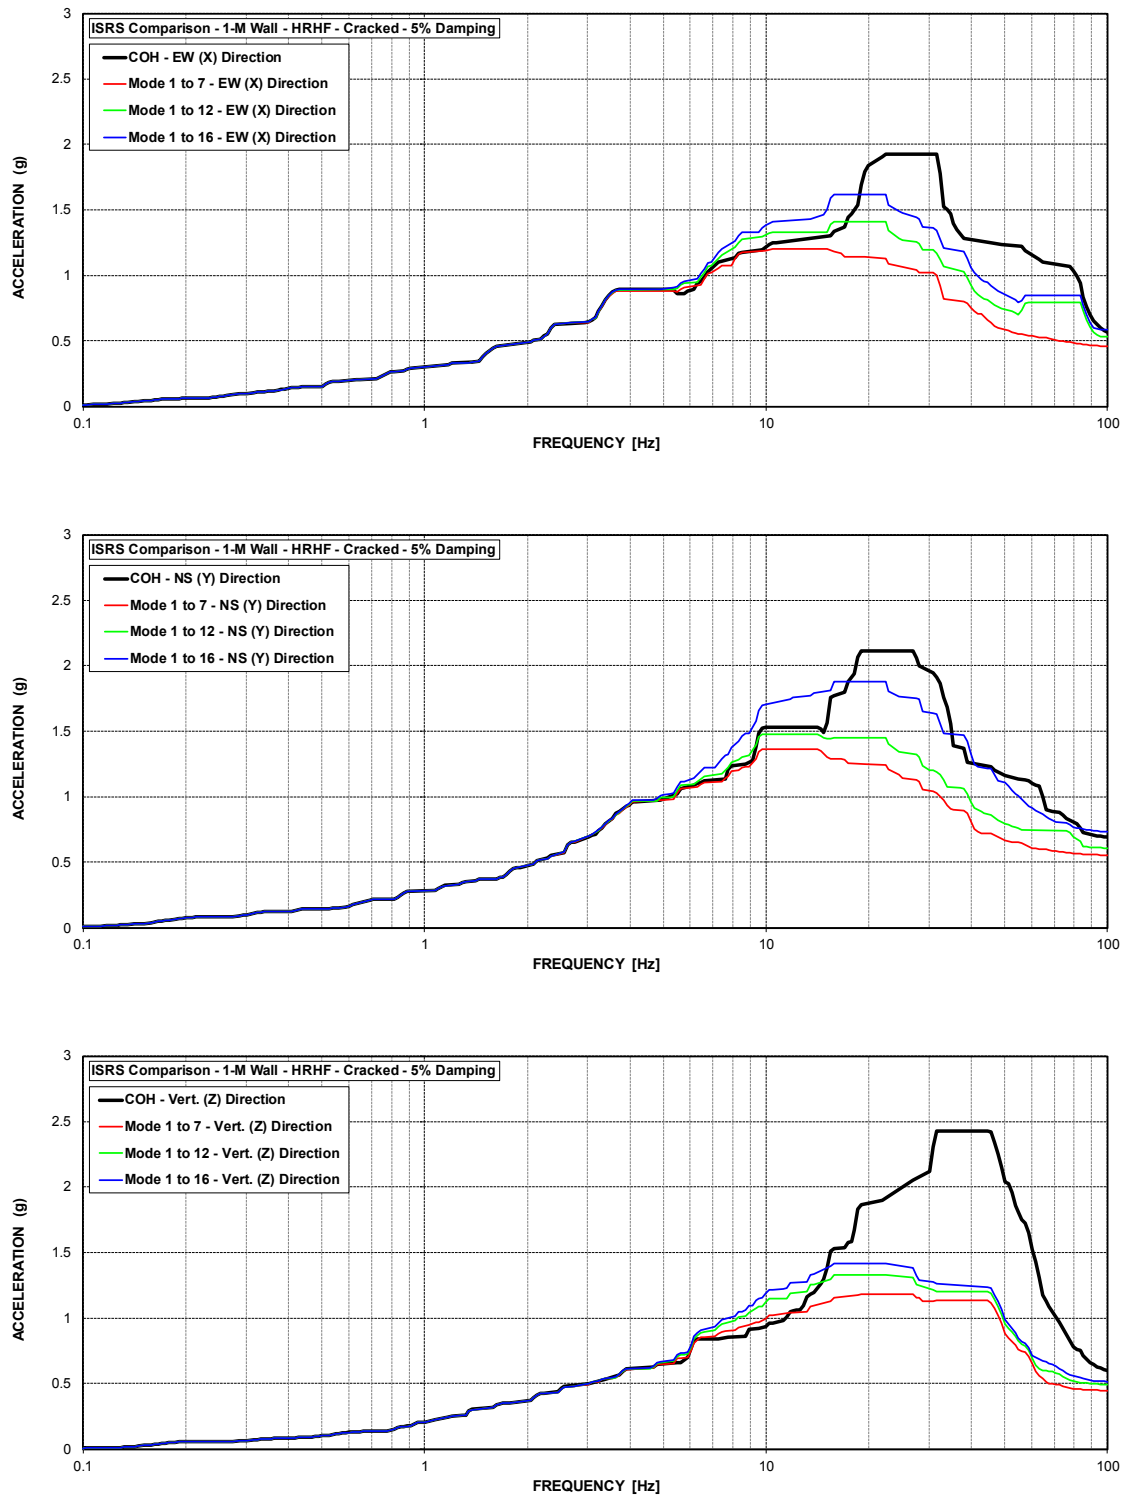 3
ISRS Comparison - 1-M Wall - HRHF - Cracked - 5% Damping
COH - EW (X) Direction
Mode 1 to 7 - EW (X) Direction
Mode 1 to 12 - EW (X) Direction
Mode 1 to 16 - EW (X) Direction
2.5
2
1.5
1
0.5
0
ACCELERATION (g)
0.1
1
10
100
FREQUENCY [Hz]
3
ISRS Comparison - 1-M Wall - HRHF - Cracked - 5% Damping
COH - NS (Y) Direction
Mode 1 to 7 - NS (Y) Direction
Mode 1 to 12 - NS (Y) Direction
Mode 1 to 16 - NS (Y) Direction
2.5
2
1.5
1
0.5
0
ACCELERATION (g)
0.1
1
10
100
FREQUENCY [Hz]
3
ISRS Comparison - 1-M Wall - HRHF - Cracked - 5% Damping
COH - Vert. (Z) Direction
Mode 1 to 7 - Vert. (Z) Direction
Mode 1 to 12 - Vert. (Z) Direction
Mode 1 to 16 - Vert. (Z) Direction
2.5
2
1.5
1
0.5
0
ACCELERATION (g)
0.1
1
10
100
FREQUENCY [Hz]